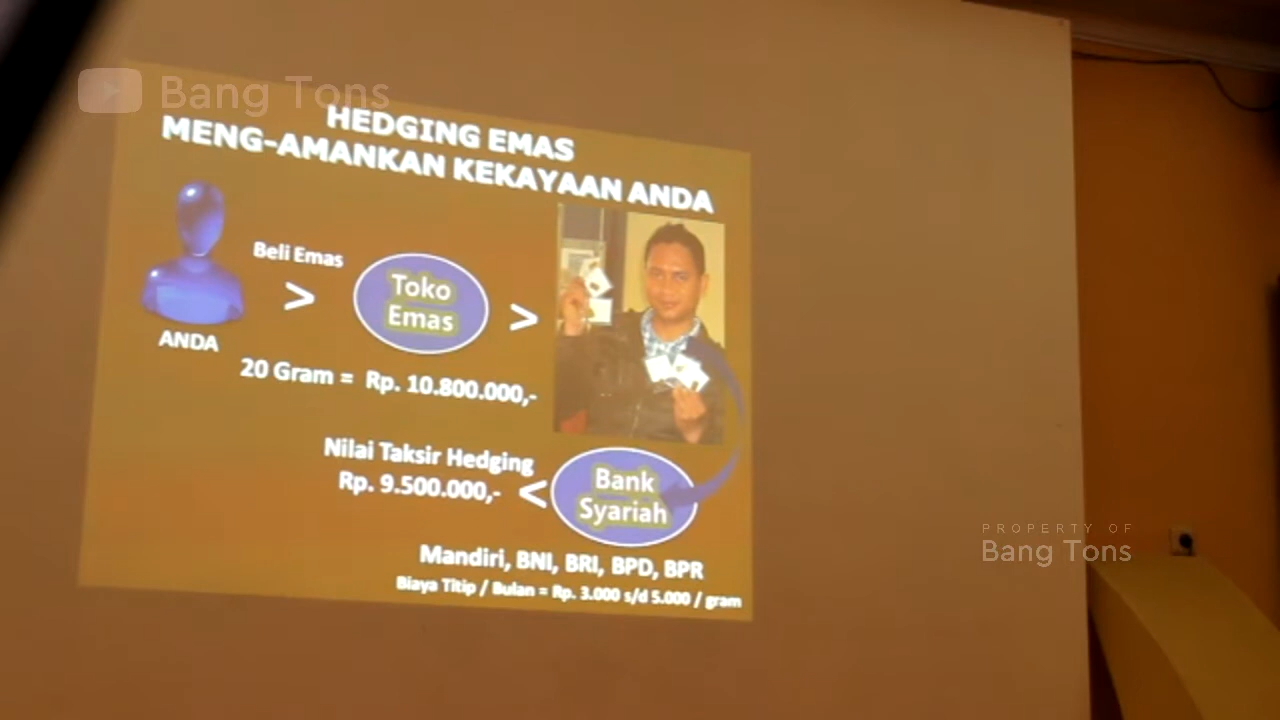 Bang Tons
HEDGING EMAS
MENG-AMANKAN KEKAYAAN ANDA
Beli Emas
>
Toko
Emas
>
ANDA
20 Gram = Rp. 10.800.000,-
Nilai Taksir Hedging
Rp. 9.500.000,-
<
Bank
Syariah
Mandiri, BNI, BRI, BPD, BPR
Biaya Titip / Bulan = Rp. 3.000 s/d 5.000 / gram
PROPERTY OF
Bang Tons